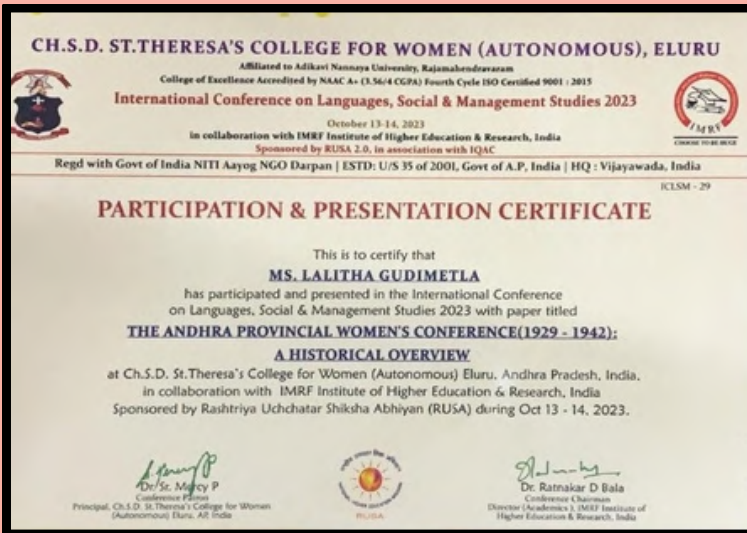 CH.S.D. ST.THERESA'S COLLEGE FOR WOMEN (AUTONOMOUS), ELURU
Affiliated to Adikavi Nannaya University, Rajamahendravaram
College of Excellence Accredited by NAAC A+ (3.56/4 CGPA) Fourth Cycle ISO Certified 9001 : 2015
International Conference on Languages, Social & Management Studies 2023
October 13-14, 2023
in collaboration with IMRF Institute of Higher Education & Research, India
Sponsored by RUSA 2.0, in association with IQAC
IMRF
CHOOSE TO BE HUGE
Regd with Govt of India NITI Aayog NGO Darpan | ESTD: U/S 35 of 2001, Govt of A.P, India | HQ : Vijayawada, India
ICLSM - 29
PARTICIPATION & PRESENTATION CERTIFICATE
This is to certify that
MS. LALITHA GUDIMETLA
has participated and presented in the International Conference
on Languages, Social & Management Studies 2023 with paper titled
THE ANDHRA PROVINCIAL WOMEN'S CONFERENCE(1929 - 1942):
A HISTORICAL OVERVIEW
at Ch.S.D. St.Theresa's College for Women (Autonomous) Eluru, Andhra Pradesh, India,
in collaboration with IMRF Institute of Higher Education & Research, India
Sponsored by Rashtriya Uchchatar Shiksha Abhiyan (RUSA) during Oct 13 - 14, 2023.
Dr. Sr. Mercy P
Conference Patron
Principal, Ch.S.D. St.Theresa's College for Women
(Autonomous) Eluru, AP, India
RUSA
Dr. Ratnakar D Bala
Conference Chairman
Director (Academics), IMRF Institute of
Higher Education & Research, India